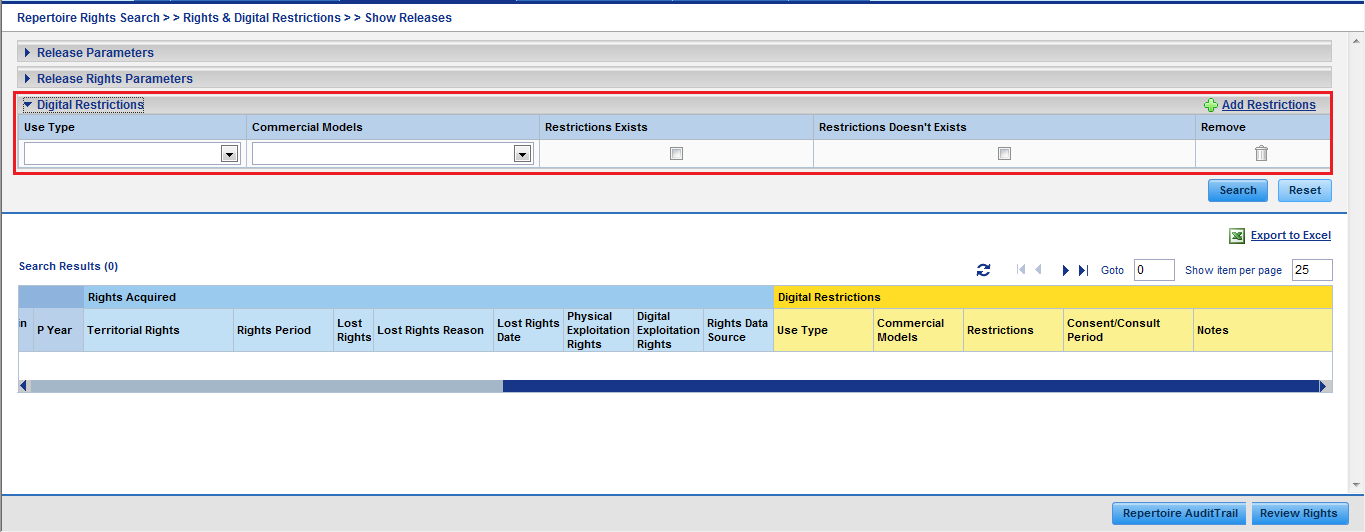 Repertoire Rights Search > > Rights & Digital Restrictions > > Show Releases
Release Parameters
Release Rights Parameters
Digital Restrictions
Add Restrictions
Use Type Commercial Models Restrictions Exists Restrictions Doesn't Exists Remove
Search Reset
Export to Excel
Search Results (0)
Goto 0 Show item per page 25
Rights Acquired Digital Restrictions
in P Year Territorial Rights Rights Period Lost Rights Lost Rights Reason Lost Rights Date Physical Exploitation Rights Digital Exploitation Rights Rights Data Source Use Type Commercial Models Restrictions Consent/Consult Period Notes
Repertoire AuditTrail Review Rights